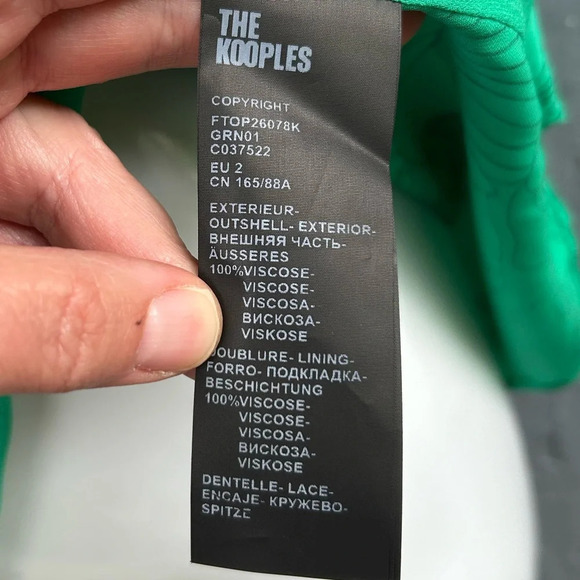 THE
KOOPLES
COPYRIGHT
FTOP26078K
GRN01
C037522
EU 2
CN 165/88A
EXTERIEUR-
OUTSHELL- EXTERIOR-
ВНЕШНЯЯ ЧАСТЬ-
ÄUSSERES
100%VISCOSE-
VISCOSE-
VISCOSA-
ВИСКОЗА-
VISKOSE
DOUBLURE- LINING-
FORRO- ПОДКЛАДКА-
BESCHICHTUNG
100%VISCOSE-
VISCOSE-
VISCOSA-
ВИСКОЗА-
VISKOSE
DENTELLE- LACE-
ENCAJE- КРУЖЕВО-
SPITZE